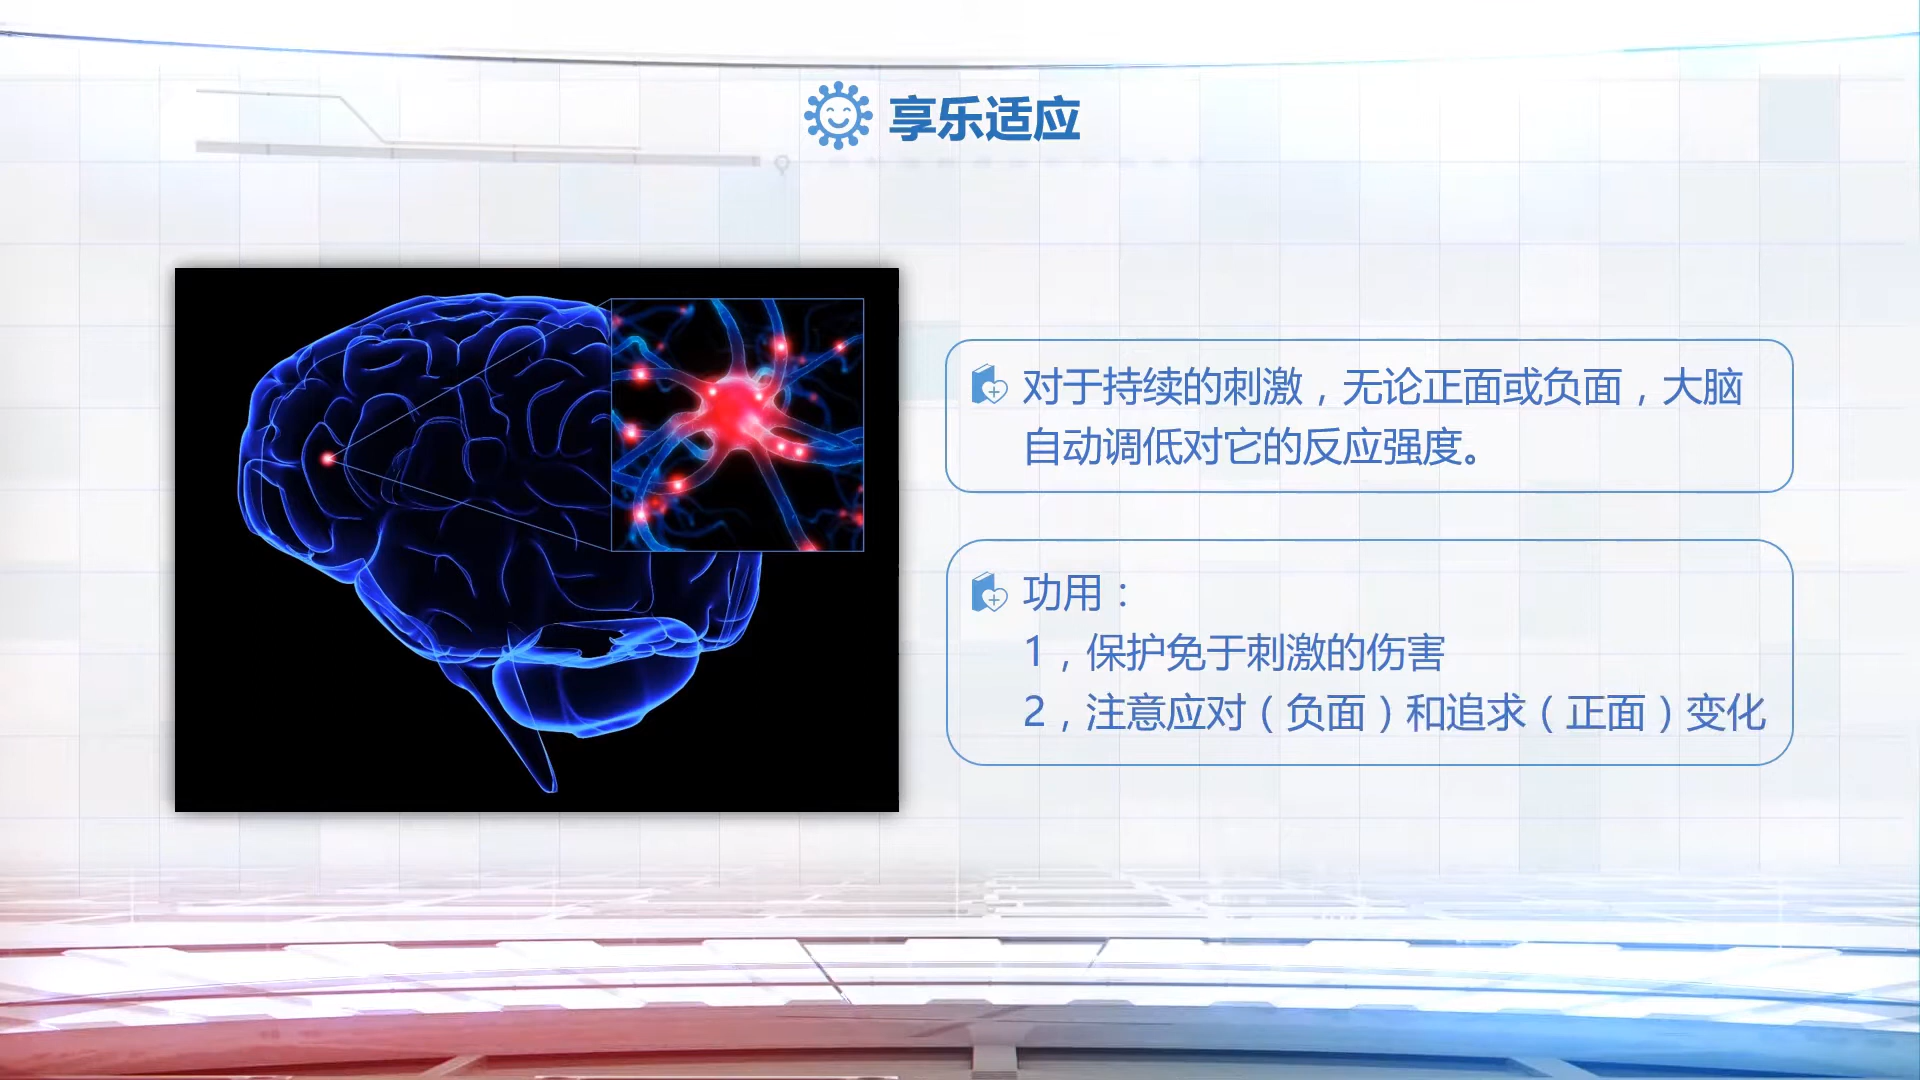 享乐适应
对于持续的刺激，无论正面或负面，大脑
自动调低对它的反应强度。
功用：
1，保护免于刺激的伤害
2，注意应对（负面）和追求（正面）变化